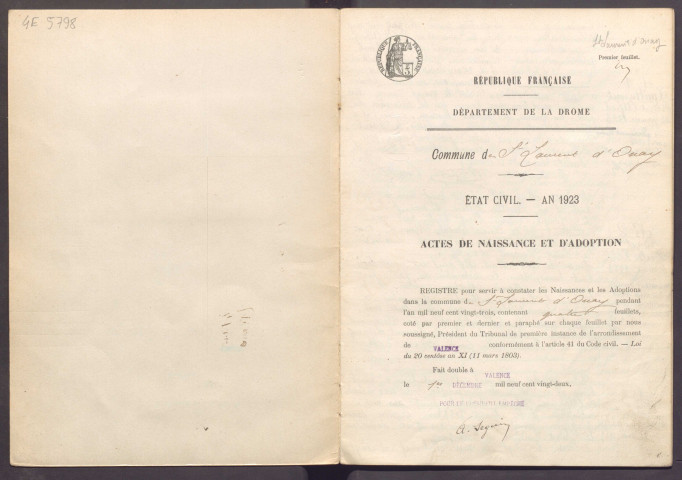 4E 5798
St Laurent d'Onay
Premier feuillet.
RÉPUBLIQUE FRANÇAISE
DÉPARTEMENT DE LA DROME
Commune de St Laurent d'Onay
ÉTAT CIVIL. — AN 1923
ACTES DE NAISSANCE ET D'ADOPTION
REGISTRE pour servir à constater les Naissances et les Adoptions
dans la commune de St Laurent d'Onay pendant
l'an mil neuf cent vingt-trois, contenant quatre feuillets,
coté par premier et dernier et paraphé sur chaque feuillet par nous
soussigné, Président du Tribunal de première instance de l'arrondissement
de VALENCE conformément à l'article 41 du Code civil. — Loi
du 20 ventôse an XI (11 mars 1803).
Fait double à VALENCE
le 1er DÉCEMBRE mil neuf cent vingt-deux.
POUR LE PRÉSIDENT EMPÊCHÉ